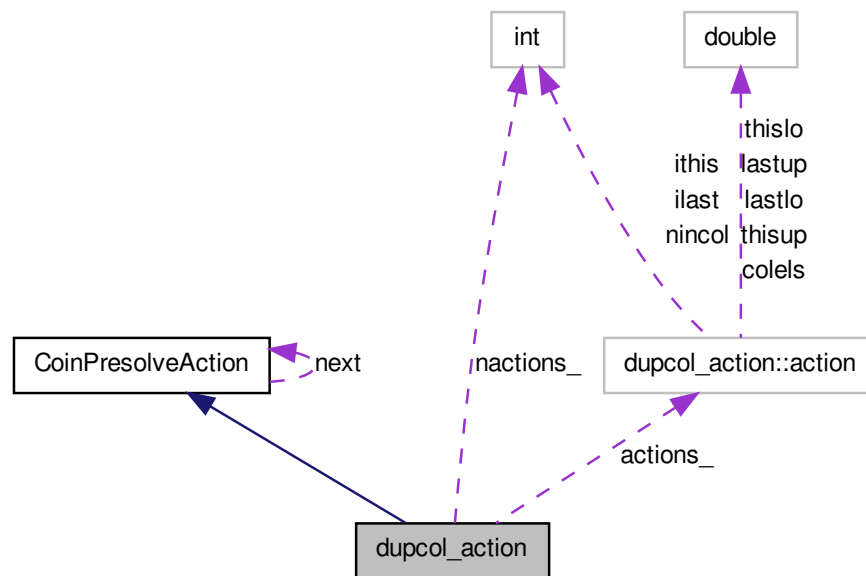 int
double
thislo
ithis
lastup
ilast
lastlo
nincol
thisup
colels
CoinPresolveAction
next
nactions_
dupcol_action::action
actions_
dupcol_action